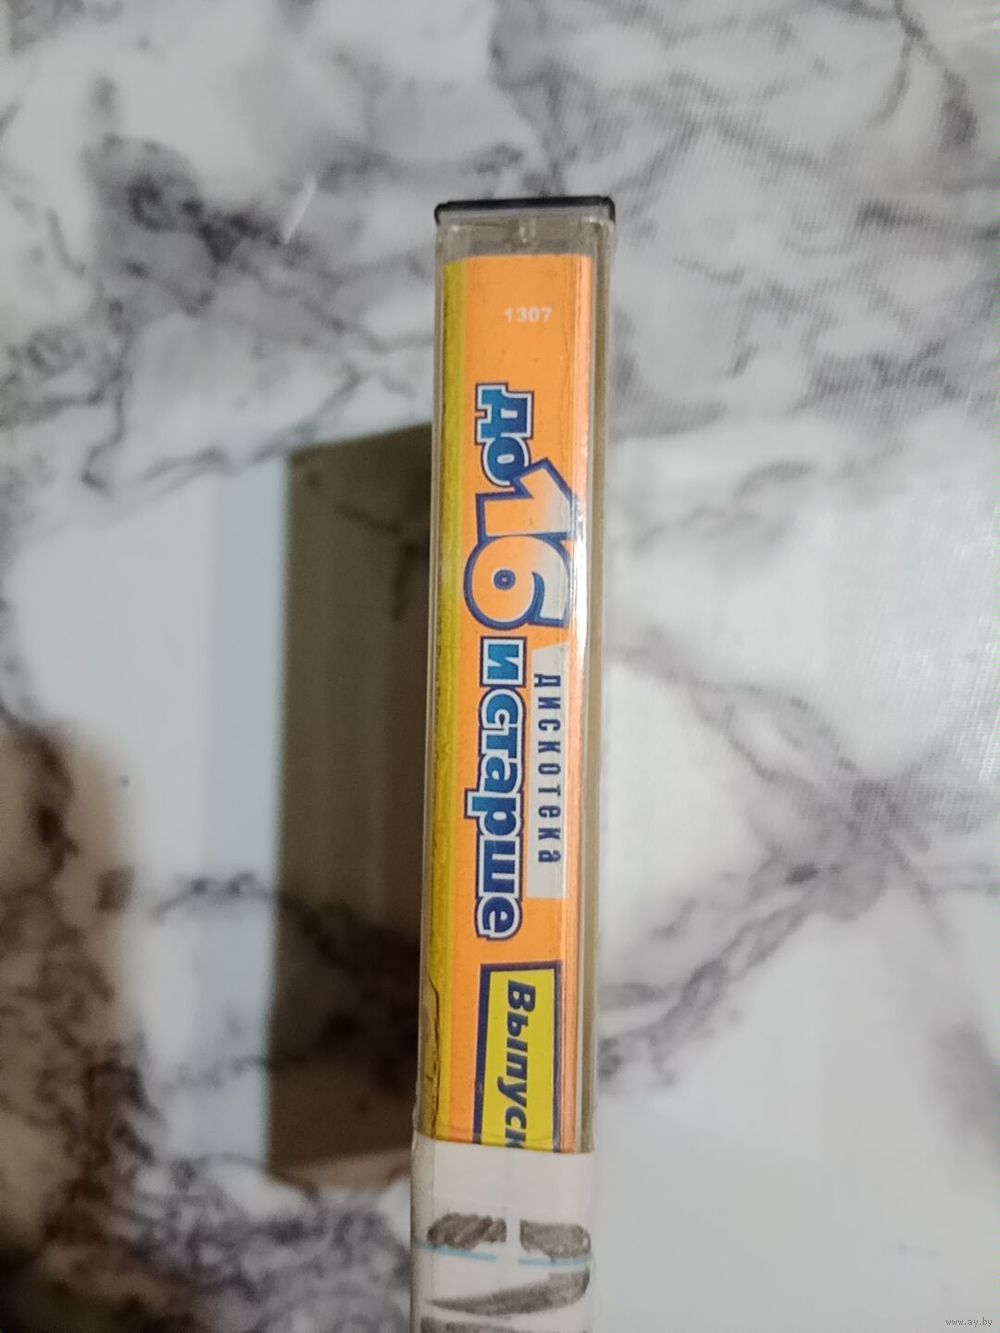 1307
до 16 и старше
дискотека
Выпуск
www.ay.by